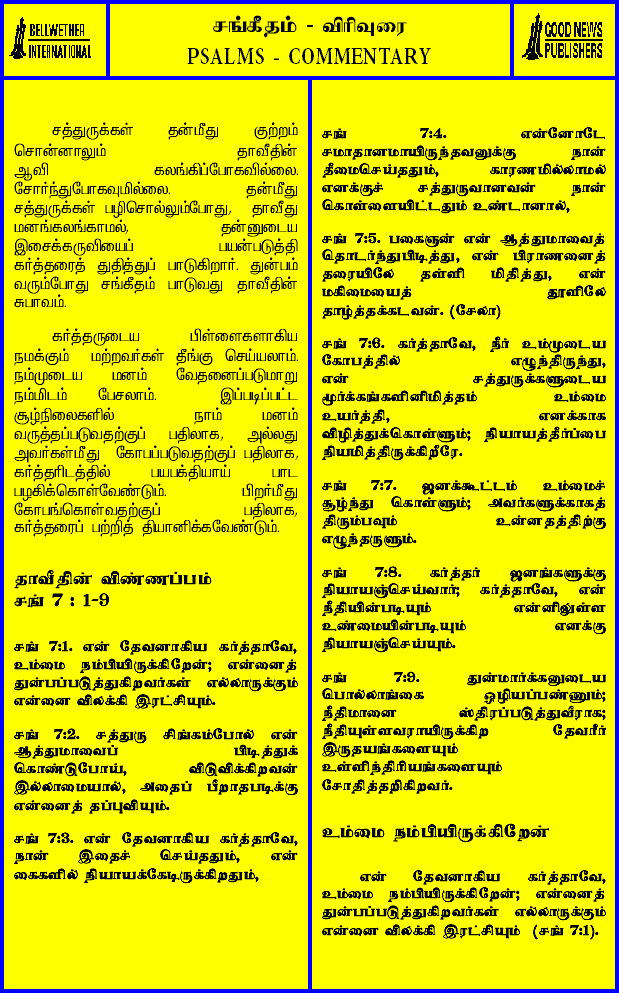 BELLWETHER
INTERNATIONAL
சங்கீதம் - விரிவுரை
PSALMS - COMMENTARY
GOOD NEWS
PUBLISHERS
சத்துருக்கள் தன்மீது குற்றம்
சொன்னாலும் தாவீதின்
ஆவி கலங்கிப்போகவில்லை.
சோர்ந்துபோகவுமில்லை. தன்மீது
சத்துருக்கள் பழிசொல்லும்போது, தாவீது
மனங்கலங்காமல், தன்னுடைய
இசைக்கருவியைப் பயன்படுத்தி
கர்த்தரைத் துதித்துப் பாடுகிறார். துன்பம்
வரும்போது சங்கீதம் பாடுவது தாவீதின்
சுபாவம்.
கர்த்தருடைய பிள்ளைகளாகிய
நமக்கும் மற்றவர்கள் தீங்கு செய்யலாம்.
நம்முடைய மனம் வேதனைப்படுமாறு
நம்மிடம் பேசலாம். இப்படிப்பட்ட
சூழ்நிலைகளில் நாம் மனம்
வருத்தப்படுவதற்குப் பதிலாக, அல்லது
அவர்கள்மீது கோபப்படுவதற்குப் பதிலாக,
கர்த்தரிடத்தில் பயபக்தியாய் பாட
பழகிக்கொள்வேண்டும். பிறர்மீது
கோபங்கொள்வதற்குப் பதிலாக,
கர்த்தரைப் பற்றித் தியானிக்கவேண்டும்.
தாவீதின் விண்ணப்பம்
சங் 7 : 1-9
சங் 7:1. என் தேவனாகிய கர்த்தாவே,
உம்மை நம்பியிருக்கிறேன்; என்னைத்
துன்பப்படுத்துகிறவர்கள் எல்லாருக்கும்
என்னை விலக்கி இரட்சியும்.
சங் 7:2. சத்துரு சிங்கம்போல் என்
ஆத்துமாவைப் பிடித்துக்
கொண்டுபோய், விடுவிக்கிறவன்
இல்லாமையால், அதைப் பீறாதபடிக்கு
என்னைத் தப்புவியும்.
சங் 7:3. என் தேவனாகிய கர்த்தாவே,
நான் இதைச் செய்ததும், என்
கைகளில் நியாயக்கேடிருக்கிறதும்,
சங் 7:4. என்னோடே
சமாதானமாயிருந்தவனுக்கு நான்
தீமைசெய்ததும், காரணமில்லாமல்
எனக்குச் சத்துருவானவன் நான்
கொள்ளையிட்டதும் உண்டானால்,
சங் 7:5. பகைஞன் என் ஆத்துமாவைத்
தொடர்ந்துபிடித்து, என் பிராணனைத்
தரையிலே தள்ளி மிதித்து, என்
மகிமையைத் தூளிலே
தாழ்த்தக்கடவன். (சேலா)
சங் 7:6. கர்த்தாவே, நீர் உம்முடைய
கோபத்தில் எழுந்திருந்து,
என் சத்துருக்களுடைய
மூர்க்கங்களினிமித்தம் உம்மை
உயர்த்தி, எனக்காக
விழித்துக்கொள்ளும்; நியாயத்தீர்ப்பை
நியமித்திருக்கிறீரே.
சங் 7:7. ஜனக்கூட்டம் உம்மைச்
சூழ்ந்து கொள்ளும்; அவர்களுக்காகத்
திரும்பவும் உன்னதத்திற்கு
எழுந்தருளும்.
சங் 7:8. கர்த்தர் ஜனங்களுக்கு
நியாயஞ்செய்வார்; கர்த்தாவே, என்
நீதியின்படியும் என்னிலுள்ள
உண்மையின்படியும் எனக்கு
நியாயஞ்செய்யும்.
சங் 7:9. துன்மார்க்கனுடைய
பொல்லாங்கை ஒழியப்பண்ணும்;
நீதிமானை ஸ்திரப்படுத்துவீராக;
நீதியுள்ளவராயிருக்கிற தேவரீர்
இருதயங்களையும்
உள்ளிந்திரியங்களையும்
சோதித்தறிகிறவர்.
உம்மை நம்பியிருக்கிறேன்
என் தேவனாகிய கர்த்தாவே,
உம்மை நம்பியிருக்கிறேன்; என்னைத்
துன்பப்படுத்துகிறவர்கள் எல்லாருக்கும்
என்னை விலக்கி இரட்சியும் (சங் 7:1).